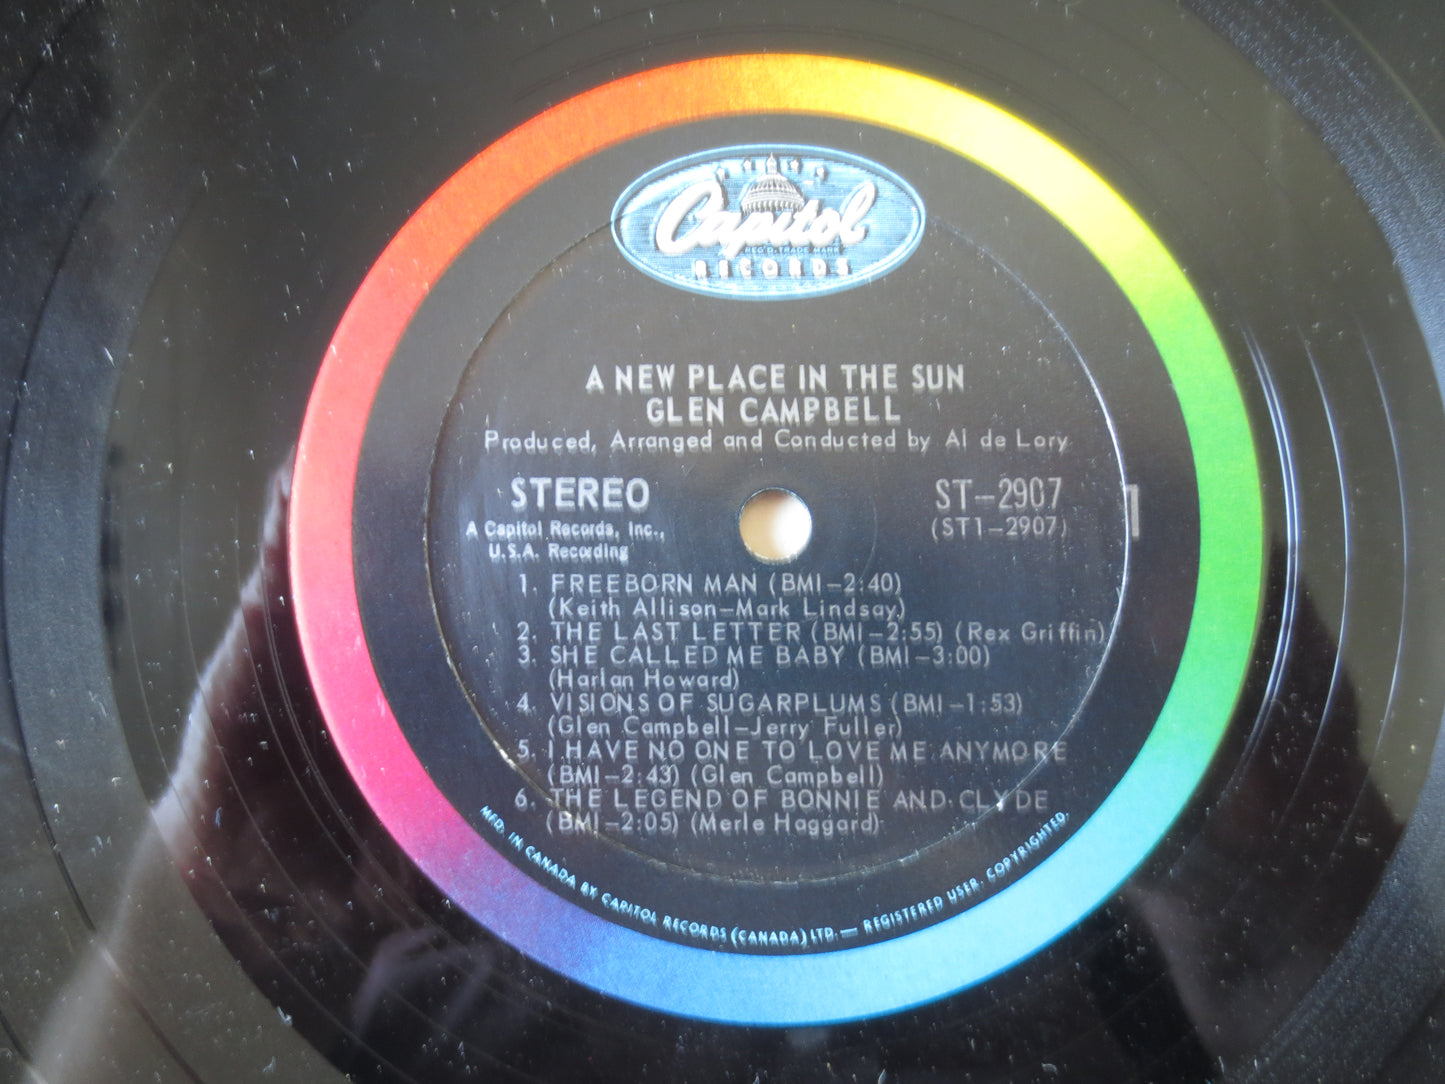 Capitol
REG'D. TRADE MARK
RECORDS
A NEW PLACE IN THE SUN
GLEN CAMPBELL
Produced, Arranged and Conducted by Al de Lory
STEREO
ST-2907
A Capitol Records, Inc.,
(ST1-2907)
1
U.S.A. Recording
1. FREEBORN MAN (BMI-2:40)
(Keith Allison-Mark Lindsay)
2. THE LAST LETTER (BMI-2:55) (Rex Griffin)
3. SHE CALLED ME BABY (BMI-3:00)
(Harlan Howard)
4. VISIONS OF SUGARPLUMS (BMI-1:53)
(Glen Campbell-Jerry Fuller)
5. I HAVE NO ONE TO LOVE ME ANYMORE
(BMI-2:43) (Glen Campbell)
6. THE LEGEND OF BONNIE AND CLYDE
(BMI-2:05) (Merle Haggard)
MFD. IN CANADA BY CAPITOL RECORDS (CANADA) LTD. — REGISTERED USER. COPYRIGHTED.